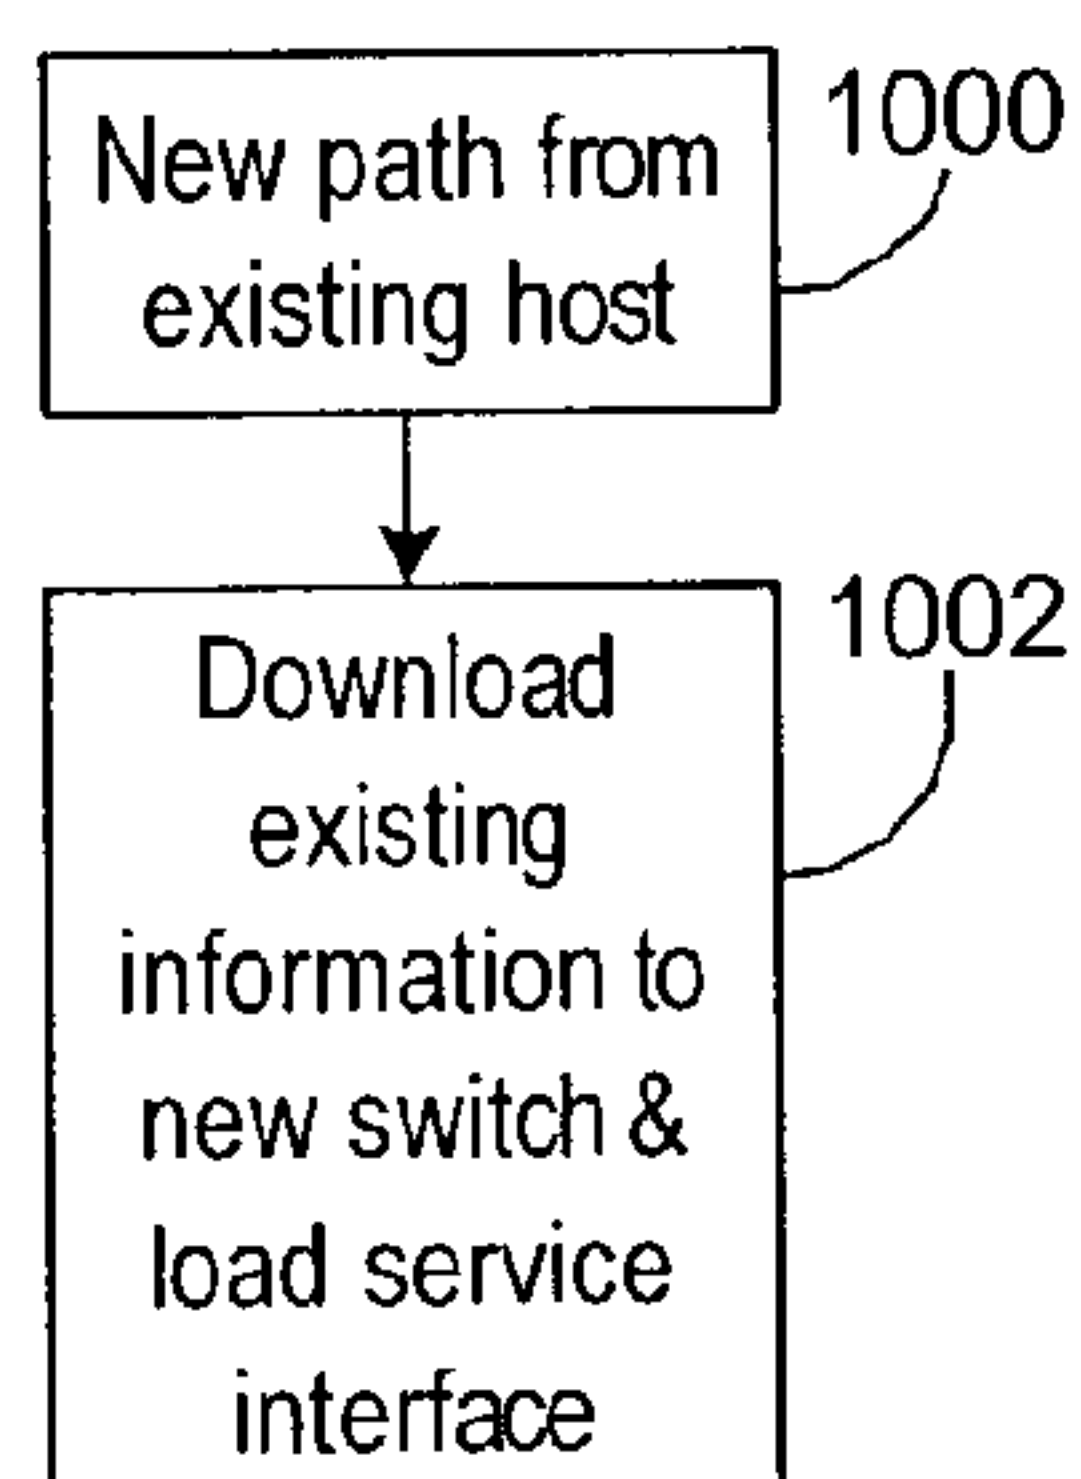 New path from
existing host
1000
Download
existing
information to
new switch &
load service
interface
1002